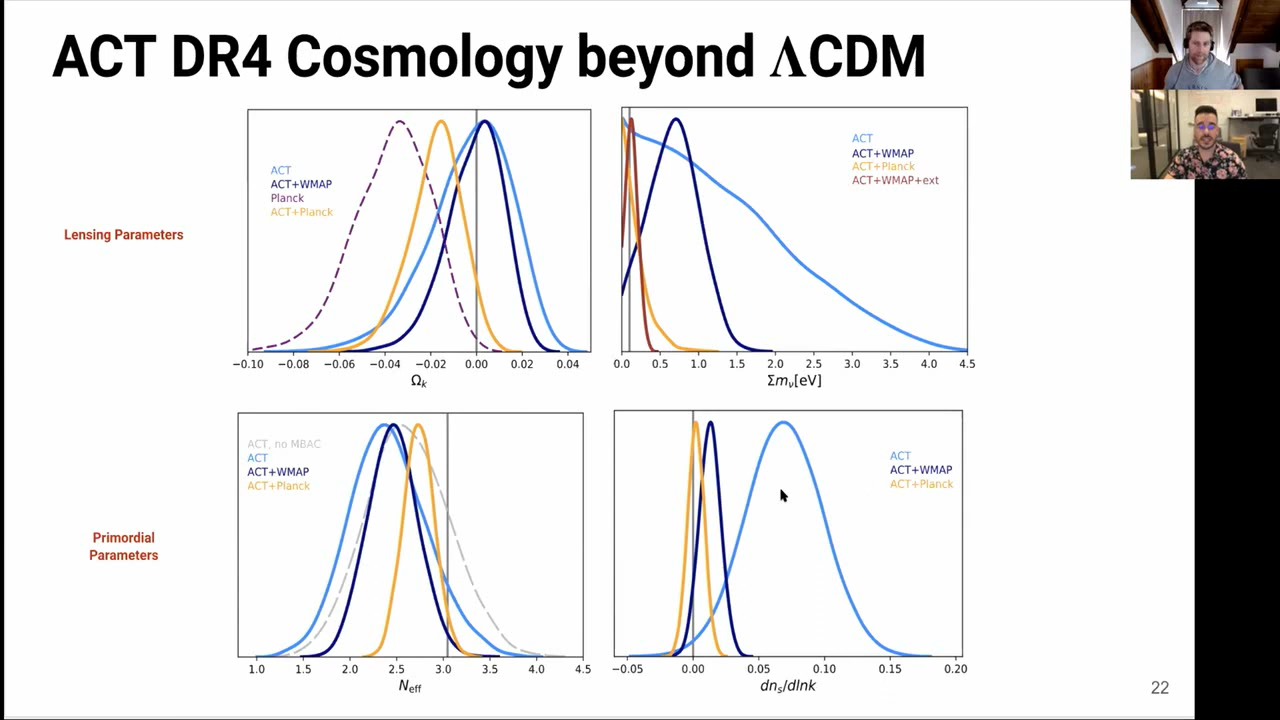 ACT DR4 Cosmology beyond ΛCDM
Lensing Parameters
ACT
ACT+WMAP
Planck
ACT+Planck
−0.10 −0.08 −0.06 −0.04 −0.02 0.00 0.02 0.04
Ωk
ACT
ACT+WMAP
ACT+Planck
ACT+WMAP+ext
0.0 0.5 1.0 1.5 2.0 2.5 3.0 3.5 4.0 4.5
Σmν[eV]
Primordial
Parameters
ACT, no MBAC
ACT
ACT+WMAP
ACT+Planck
1.0 1.5 2.0 2.5 3.0 3.5 4.0 4.5
Neff
ACT
ACT+WMAP
ACT+Planck
−0.05 0.00 0.05 0.10 0.15 0.20
dns/dlnk
22